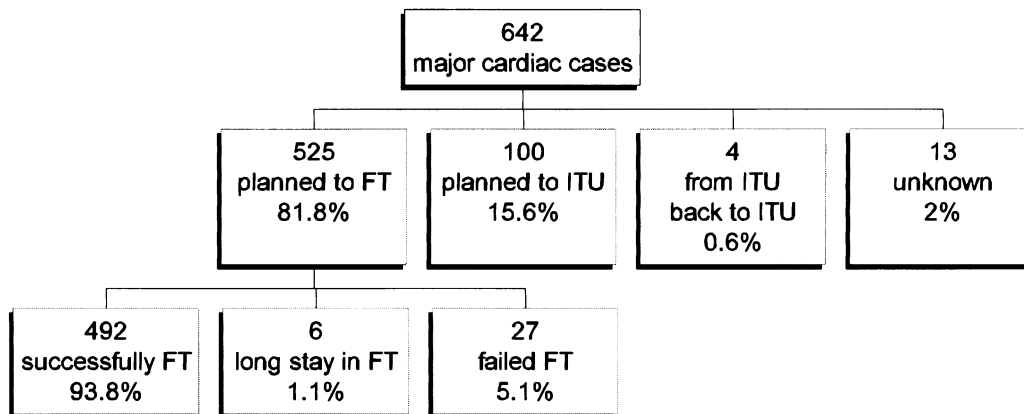 642
major cardiac cases
525
planned to FT
81.8%
100
planned to ITU
15.6%
4
from ITU
back to ITU
0.6%
13
unknown
2%
492
successfully FT
93.8%
6
long stay in FT
1.1%
27
failed FT
5.1%